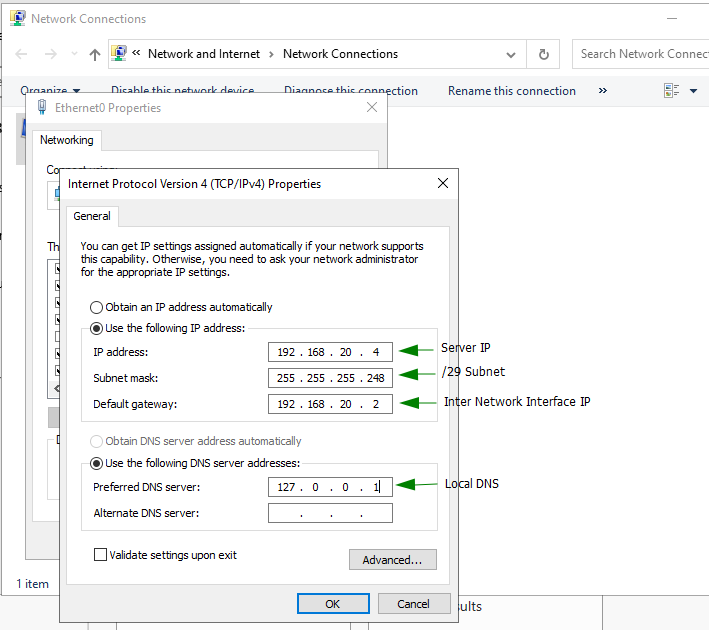 Network Connections
« Network and Internet › Network Connections
Search Network Connec
Organize Disable this network device Diagnose this connection Rename this connection »
Ethernet0 Properties
Networking
Internet Protocol Version 4 (TCP/IPv4) Properties
General
You can get IP settings assigned automatically if your network supports
this capability. Otherwise, you need to ask your network administrator
for the appropriate IP settings.
Obtain an IP address automatically
Use the following IP address:
IP address: 192 . 168 . 20 . 4 Server IP
Subnet mask: 255 . 255 . 255 . 248 /29 Subnet
Default gateway: 192 . 168 . 20 . 2 Inter Network Interface IP
Obtain DNS server address automatically
Use the following DNS server addresses:
Preferred DNS server: 127 . 0 . 0 . 1 Local DNS
Alternate DNS server: . . .
Validate settings upon exit
Advanced...
1 item
OK Cancel
ults